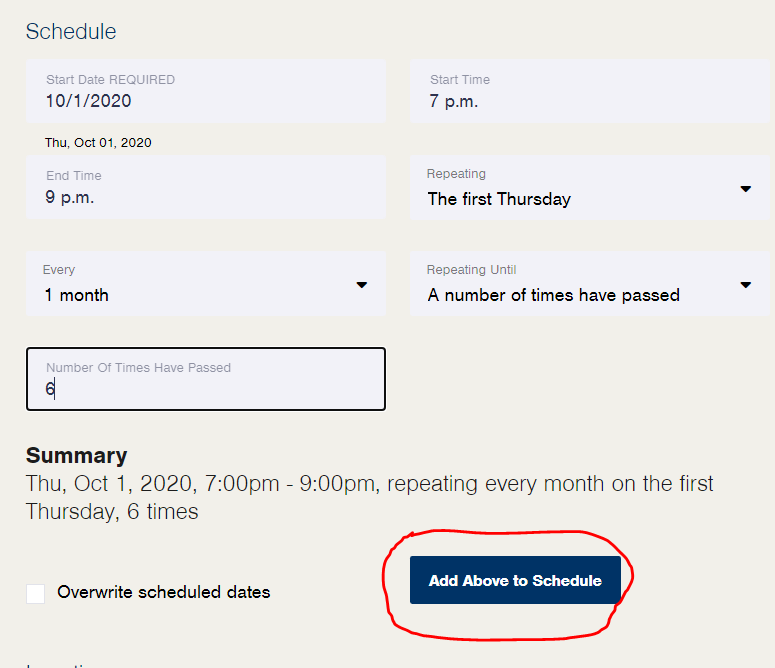 Schedule
Start Date REQUIRED
10/1/2020
Start Time
7 p.m.
Thu, Oct 01, 2020
End Time
9 p.m.
Repeating
The first Thursday
Every
1 month
Repeating Until
A number of times have passed
Number Of Times Have Passed
6
Summary
Thu, Oct 1, 2020, 7:00pm - 9:00pm, repeating every month on the first
Thursday, 6 times
Overwrite scheduled dates
Add Above to Schedule